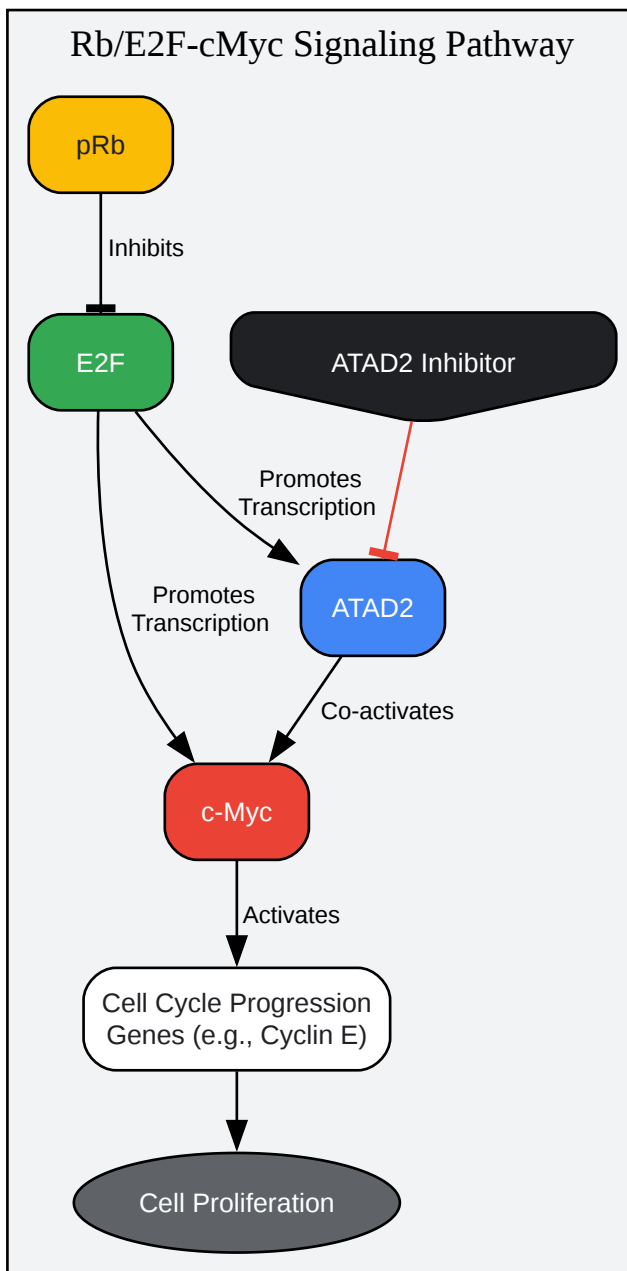 Rb/E2F-cMyc Signaling Pathway
pRb
Inhibits
E2F
ATAD2 Inhibitor
Promotes
Transcription
Promotes
Transcription
ATAD2
Co-activates
c-Myc
Activates
Cell Cycle Progression
Genes (e.g., Cyclin E)
Cell Proliferation